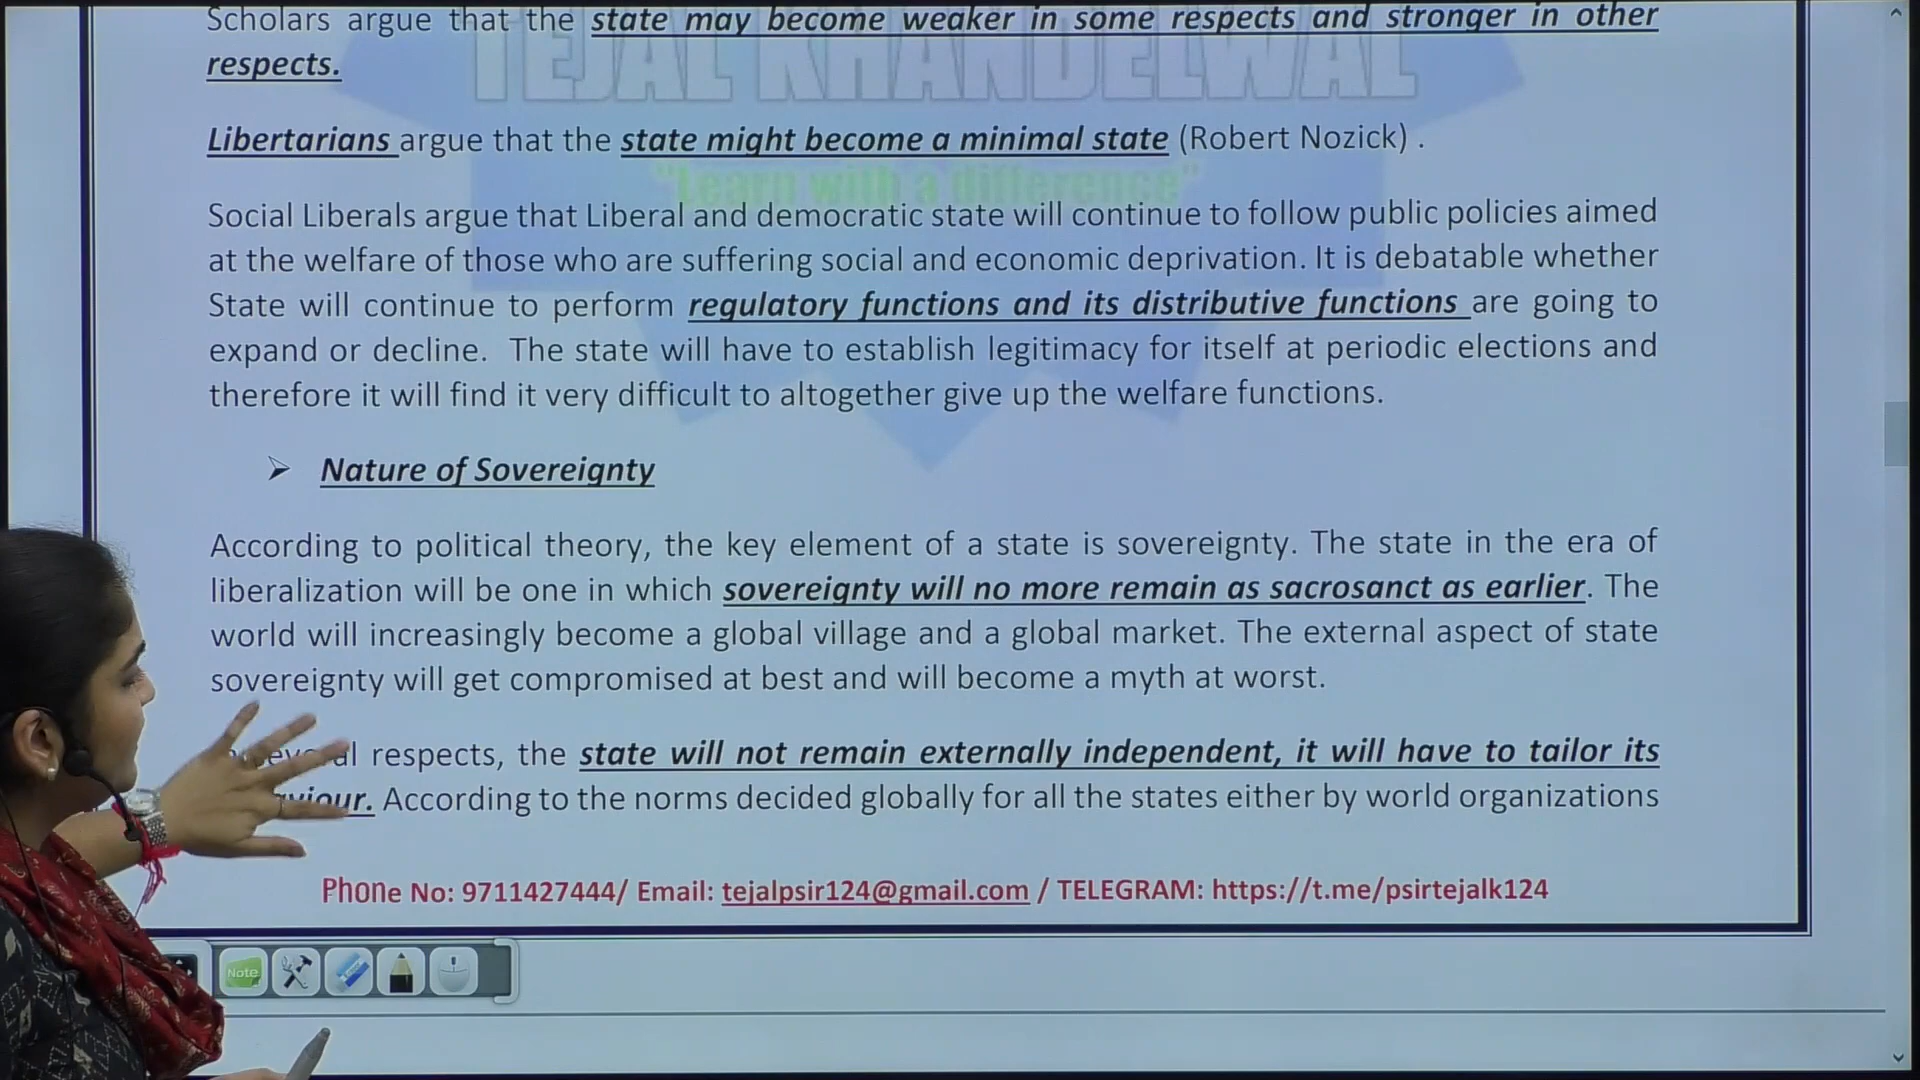 Scholars argue that the state may become weaker in some respects and stronger in other
respects.
TEJAL KHANDELWAL
Libertarians argue that the state might become a minimal state (Robert Nozick) .
"Learn with a difference"
Social Liberals argue that Liberal and democratic state will continue to follow public policies aimed
at the welfare of those who are suffering social and economic deprivation. It is debatable whether
State will continue to perform regulatory functions and its distributive functions are going to
expand or decline. The state will have to establish legitimacy for itself at periodic elections and
therefore it will find it very difficult to altogether give up the welfare functions.
➢ Nature of Sovereignty
According to political theory, the key element of a state is sovereignty. The state in the era of
liberalization will be one in which sovereignty will no more remain as sacrosanct as earlier. The
world will increasingly become a global village and a global market. The external aspect of state
sovereignty will get compromised at best and will become a myth at worst.
respects, the state will not remain externally independent, it will have to tailor its
According to the norms decided globally for all the states either by world organizations
Phone No: 9711427444/ Email: tejalpsir124@gmail.com / TELEGRAM: https://t.me/psirtejalk124
Note